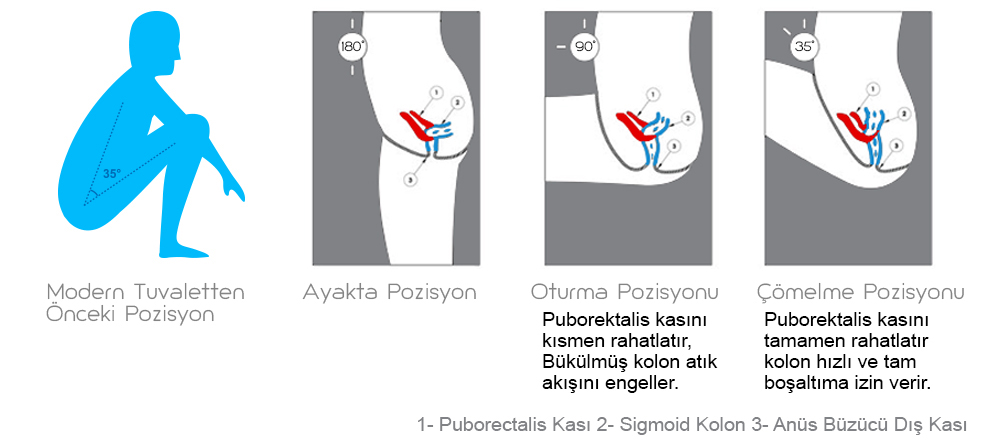 35°
Modern Tuvaletten
Önceki Pozisyon
180°
1
2
3
Ayakta Pozisyon
90°
1
2
3
Oturma Pozisyonu
Puborektalis kasını
kısmen rahatlatır,
Bükülmüş kolon atık
akışını engeller.
35°
1
2
3
Çömelme Pozisyonu
Puborektalis kasını
tamamen rahatlatır
kolon hızlı ve tam
boşaltıma izin verir.
1- Puborectalis Kası 2- Sigmoid Kolon 3- Anüs Büzücü Dış Kası